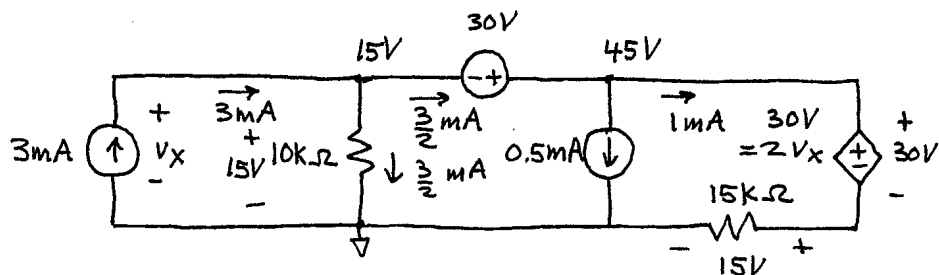 30V
15V
45V
3mA
+
Vx
-
3mA
+
15V
-
10kΩ
3/2 mA
3/2 mA
- +
0.5mA
1mA
30V
= 2Vx
+
-
+
30V
-
15kΩ
- +
15V